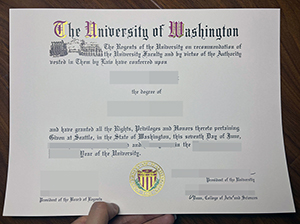 The University of Washington
The Regents of the University on recommendation of
the University Faculty and by virtue of the Authority
vested in Them by Law have conferred upon
the degree of
and have granted all the Rights, Privileges and Honors thereto pertaining
Given at Seattle, in the State of Washington, this seventh Day of June,
and
Year of the University.
President of the University
President of the Board of Regents
Dean, College of Arts and Sciences